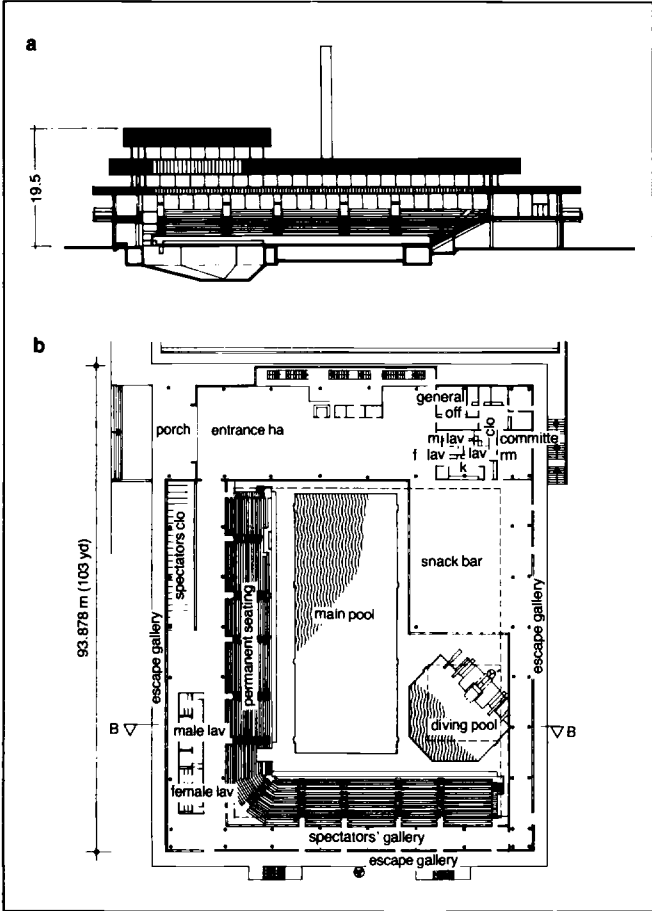 a
19.5
b
general
off
clo
porch
entrance ha
m lav
committe
f lav
lav
rm
k
spectators clo
snack bar
93.878 m (103 yd)
escape gallery
permanent seating
main pool
escape gallery
B
male lav
diving pool
B
female lav
spectators' gallery
escape gallery